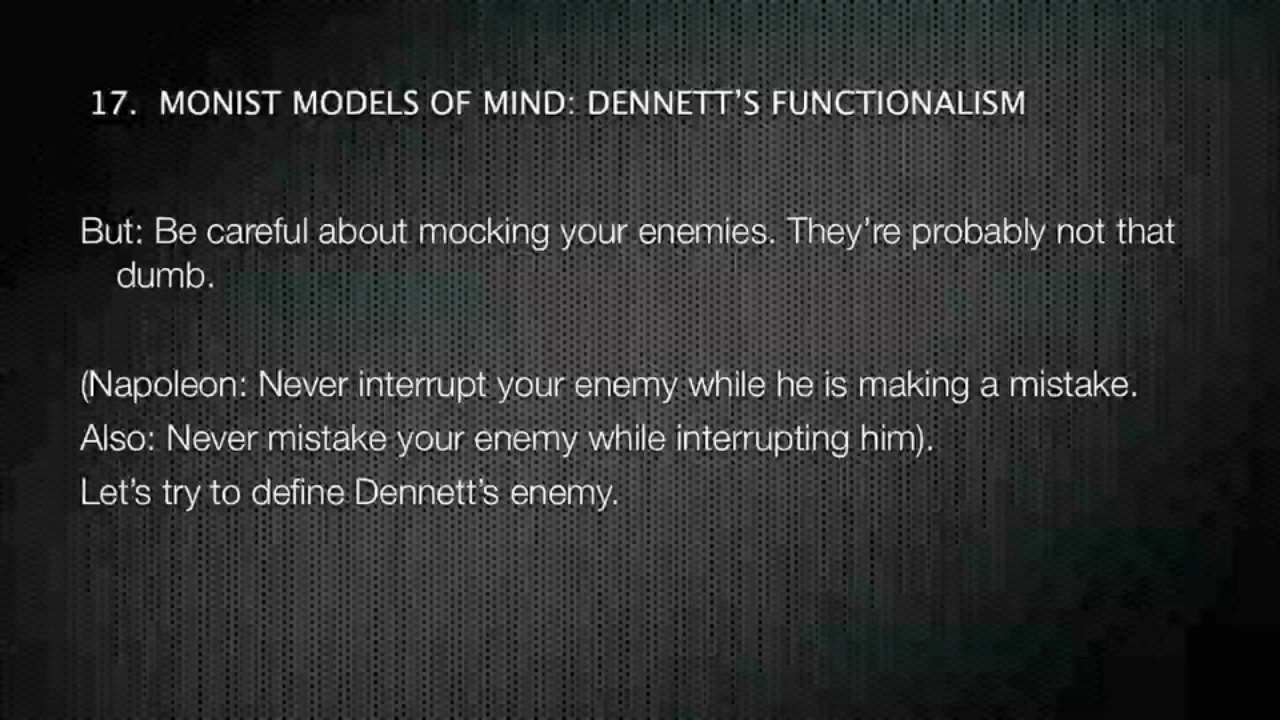 17. MONIST MODELS OF MIND: DENNETT’S FUNCTIONALISM
But: Be careful about mocking your enemies. They’re probably not that
dumb.
(Napoleon: Never interrupt your enemy while he is making a mistake.
Also: Never mistake your enemy while interrupting him).
Let’s try to define Dennett’s enemy.